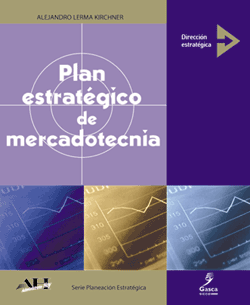 ALEJANDRO LERMA KIRCHNER
Dirección
estratégica
Plan
estratégico
de
mercadotecnia
Serie Planeación Estratégica
Gasca